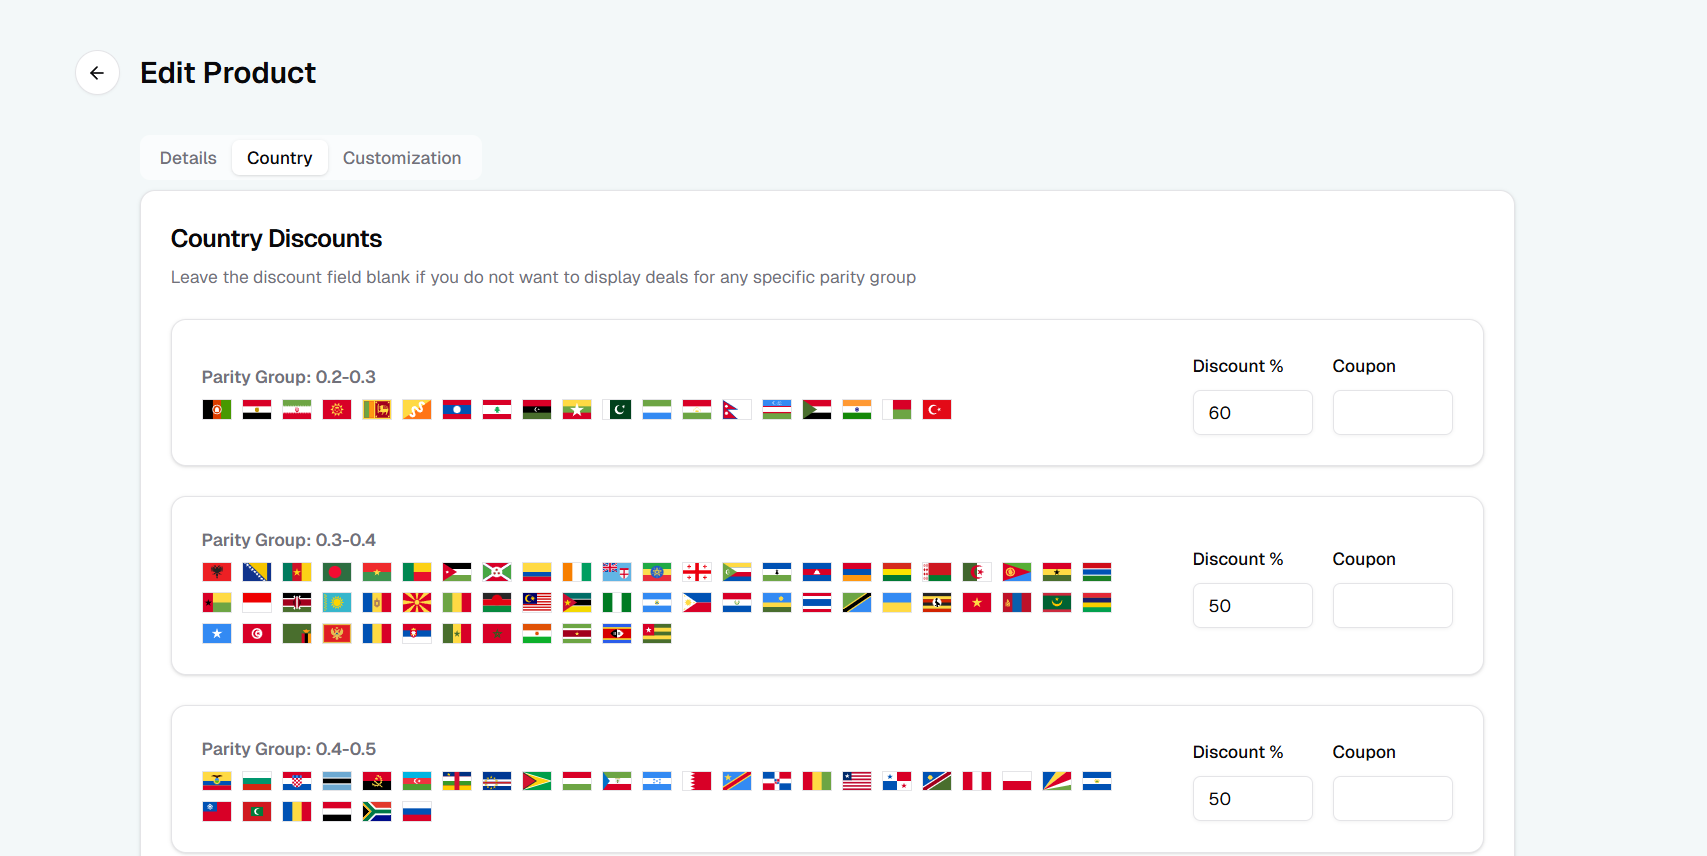 Edit Product
Details Country Customization
Country Discounts
Leave the discount field blank if you do not want to display deals for any specific parity group
Parity Group: 0.2-0.3
Discount % Coupon
60
Parity Group: 0.3-0.4
Discount % Coupon
50
Parity Group: 0.4-0.5
Discount % Coupon
50